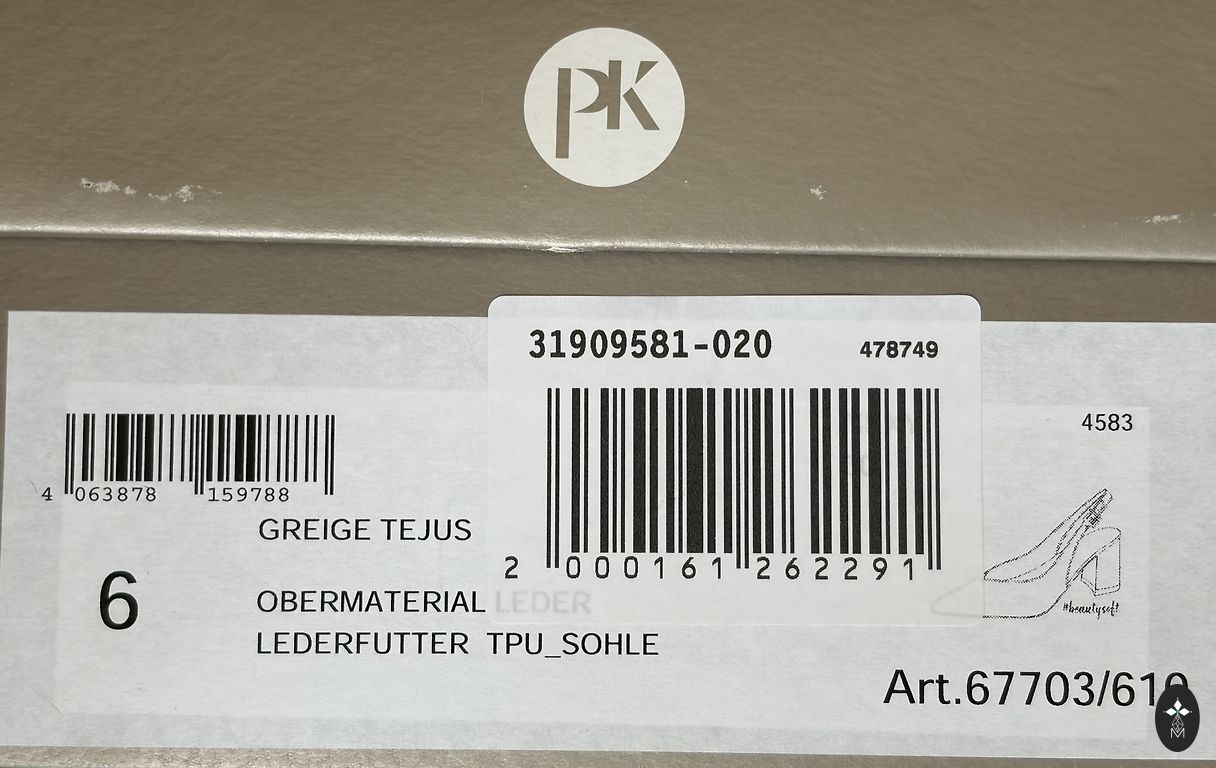 PK
31909581-020 478749
4583
4 063878 159788
2 000161 262291
GREIGE TEJUS
6
OBERMATERIAL LEDER
#beautysoft
LEDERFUTTER TPU_SOHLE
Art.67703/610
M